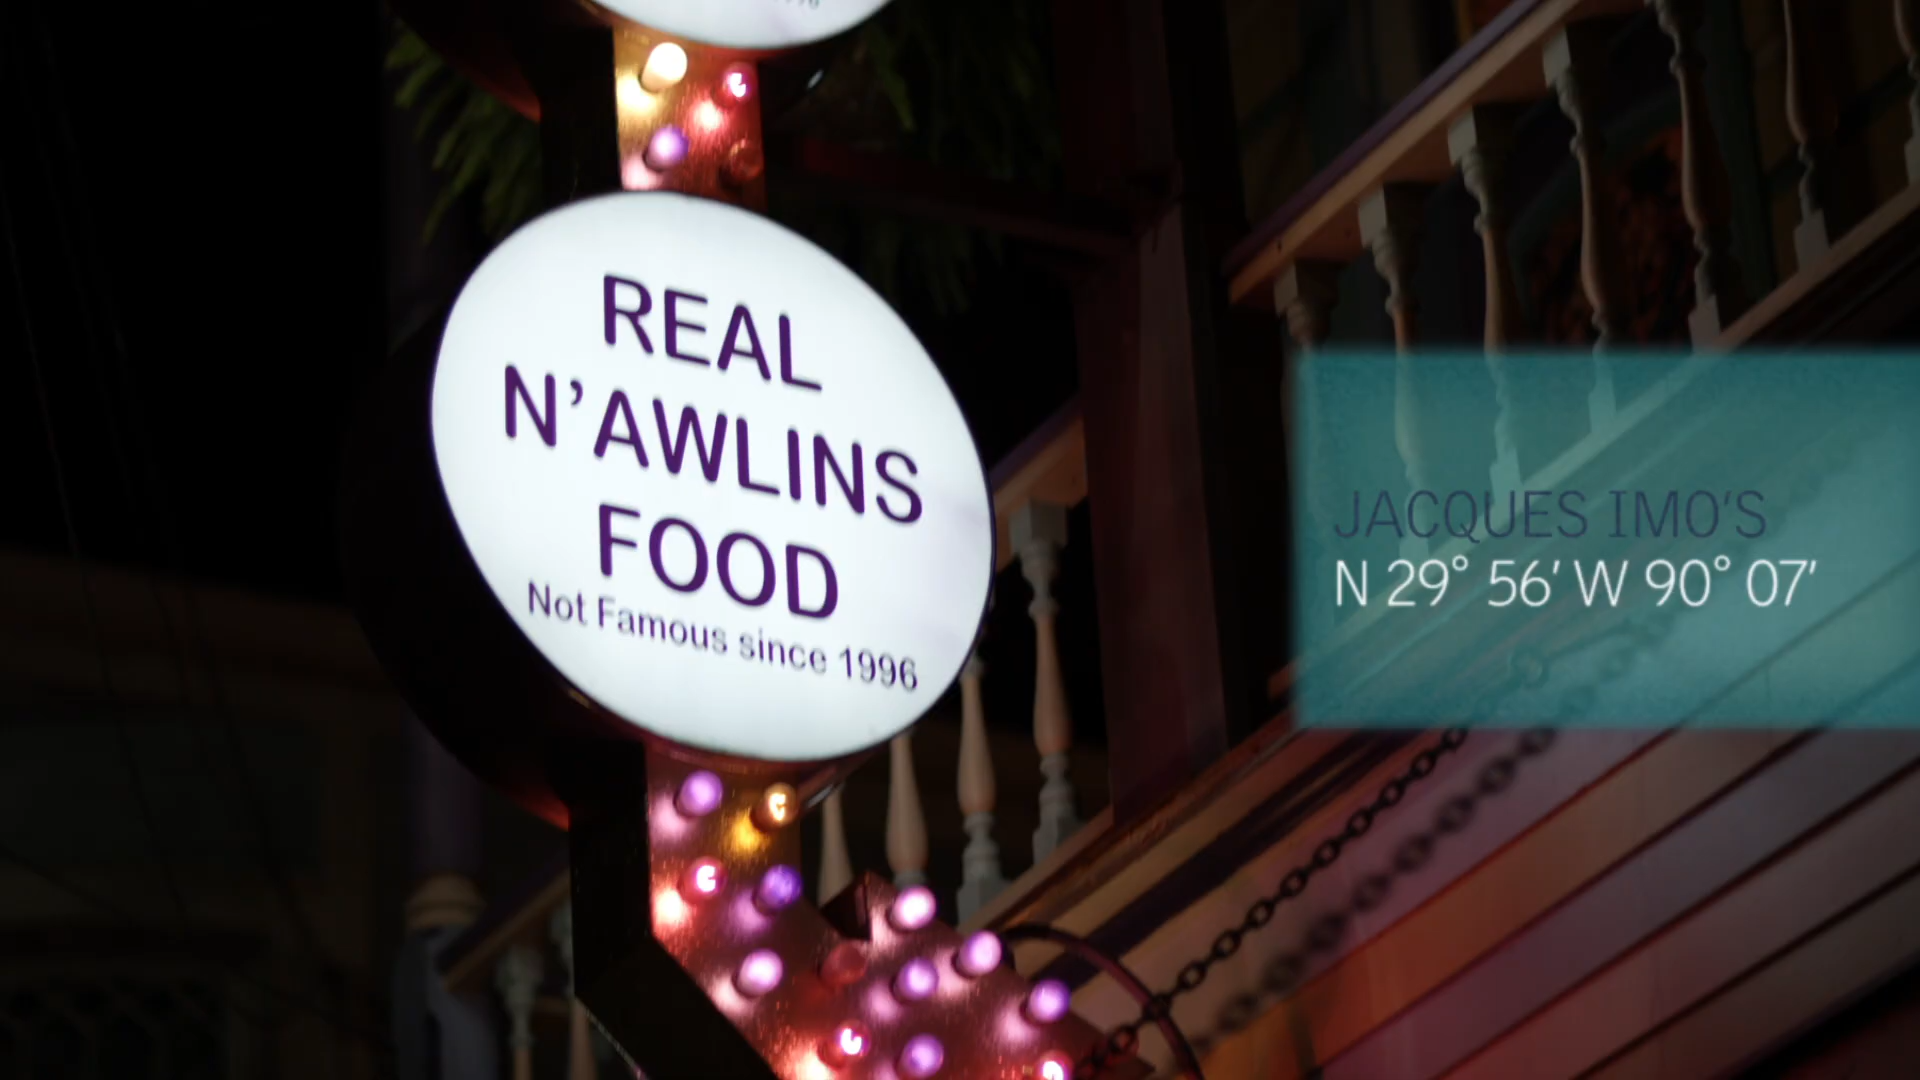 REAL
N'AWLINS
FOOD
Not Famous since 1996
JACQUES IMO'S
N 29° 56' W 90° 07'